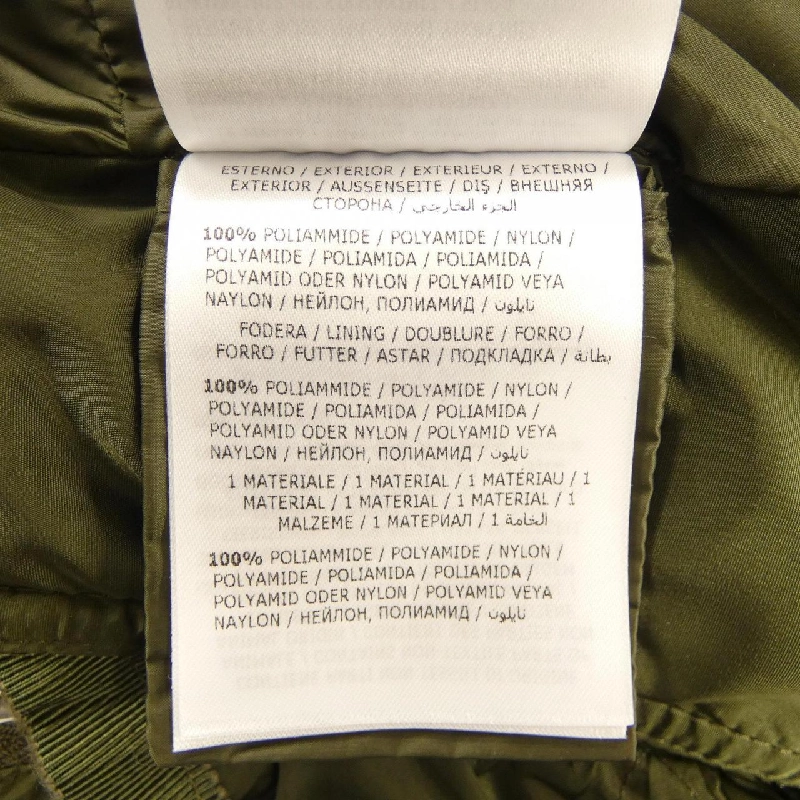 ESTERNO / EXTERIOR / EXTERIEUR / EXTERNO /
EXTERIOR / AUSSENSEITE / DIŞ / ВНЕШНЯЯ
СТОРОНА / الجزء الخارجي
100% POLIAMMIDE / POLYAMIDE / NYLON /
POLYAMIDE / POLIAMIDA / POLIAMIDA /
POLYAMID ODER NYLON / POLYAMID VEYA
NAYLON / НЕЙЛОН, ПОЛИАМИД / نايلون
FODERA / LINING / DOUBLURE / FORRO /
FORRO / FUTTER / ASTAR / ПОДКЛАДКА / بطانة
100% POLIAMMIDE / POLYAMIDE / NYLON /
POLYAMIDE / POLIAMIDA / POLIAMIDA /
POLYAMID ODER NYLON / POLYAMID VEYA
NAYLON / НЕЙЛОН, ПОЛИАМИД / نايلون
1 MATERIALE / 1 MATERIAL / 1 MATÉRIAU / 1
MATERIAL / 1 MATERIAL / 1 MATERIAL / 1
MALZEME / 1 МАТЕРИАЛ / 1 الخامة
100% POLIAMMIDE / POLYAMIDE / NYLON /
POLYAMIDE / POLIAMIDA / POLIAMIDA /
POLYAMID ODER NYLON / POLYAMID VEYA
NAYLON / НЕЙЛОН, ПОЛИАМИД / نايلون